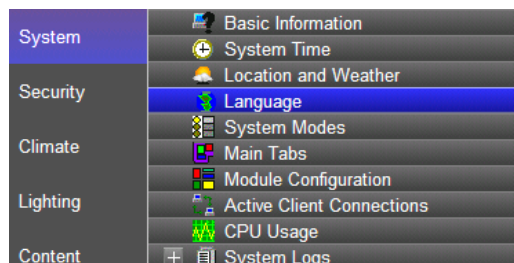 System
Security
Climate
Lighting
Content
Basic Information
System Time
Location and Weather
Language
System Modes
Main Tabs
Module Configuration
Active Client Connections
CPU Usage
System Logs